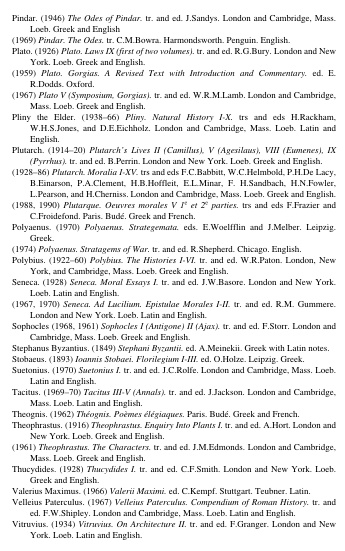 Pindar. (1946) The Odes of Pindar. tr. and ed. J.Sandys. London and Cambridge, Mass.
Loeb. Greek and English.
(1969) Pindar. The Odes. tr. C.M.Bowra. Harmondsworth. Penguin. English.
Plato. (1926) Plato. Laws IX (first of two volumes). tr. and ed. R.G.Bury. London and New
York. Loeb. Greek and English.
(1959) Plato. Gorgias. A Revised Text with Introduction and Commentary. ed. E.
R.Dodds. Oxford.
(1967) Plato V (Symposium, Gorgias). tr. and ed. W.R.M.Lamb. London and Cambridge,
Mass. Loeb. Greek and English.
Pliny the Elder. (1938–66) Pliny. Natural History I-X. trs and eds H.Rackham,
W.H.S.Jones, and D.E.Eichholz. London and Cambridge, Mass. Loeb. Latin and
English.
Plutarch. (1914–20) Plutarch's Lives II (Camillus), V (Agesilaus), VIII (Eumenes), IX
(Pyrrhus). tr. and ed. B.Perrin. London and New York. Loeb. Greek and English.
(1928–86) Plutarch. Moralia I-XV. trs and eds F.C.Babbitt, W.C.Helmbold, P.H.De Lacy,
B.Einarson, P.A.Clement, H.B.Hoffleit, E.L.Minar, F. H.Sandbach, H.N.Fowler,
L.Pearson, and H.Cherniss. London and Cambridge, Mass. Loeb. Greek and English.
(1988, 1990) Plutarque. Oeuvres morales V 1e et 2e parties. trs and eds F.Frazier and
C.Froidefond. Paris. Budé. Greek and French.
Polyaenus. (1970) Polyaenus. Strategemata. eds. E.Woelfflin and J.Melber. Leipzig.
Greek.
(1974) Polyaenus. Stratagems of War. tr. and ed. R.Shepherd. Chicago. English.
Polybius. (1922–60) Polybius. The Histories I-VI. tr. and ed. W.R.Paton. London, New
York, and Cambridge, Mass. Loeb. Greek and English.
Seneca. (1928) Seneca. Moral Essays I. tr. and ed. J.W.Basore. London and New York.
Loeb. Latin and English.
(1967, 1970) Seneca. Ad Lucilium. Epistulae Morales I-II. tr. and ed. R.M. Gummere.
London and New York. Loeb. Latin and English.
Sophocles (1968, 1961) Sophocles I (Antigone) II (Ajax). tr. and ed. F.Storr. London and
Cambridge, Mass. Loeb. Greek and English.
Stephanus Byzantius. (1849) Stephani Byzantii. ed. A.Meinekii. Greek with Latin notes.
Stobaeus. (1893) Ioannis Stobaei. Florilegium I-III. ed. O.Holze. Leipzig. Greek.
Suetonius. (1970) Suetonius I. tr. and ed. J.C.Rolfe. London and Cambridge, Mass. Loeb.
Latin and English.
Tacitus. (1969–70) Tacitus III-V (Annals). tr. and ed. J.Jackson. London and Cambridge,
Mass. Loeb. Latin and English.
Theognis. (1962) Théognis. Poèmes élégiaques. Paris. Budé. Greek and French.
Theophrastus. (1916) Theophrastus. Enquiry Into Plants I. tr. and ed. A.Hort. London and
New York. Loeb. Greek and English.
(1961) Theophrastus. The Characters. tr. and ed. J.M.Edmonds. London and Cambridge,
Mass. Loeb. Greek and English.
Thucydides. (1928) Thucydides I. tr. and ed. C.F.Smith. London and New York. Loeb.
Greek and English.
Valerius Maximus. (1966) Valerii Maximi. ed. C.Kempf. Stuttgart. Teubner. Latin.
Velleius Paterculus. (1967) Velleius Paterculus. Compendium of Roman History. tr. and
ed. F.W.Shipley. London and Cambridge, Mass. Loeb. Latin and English.
Vitruvius. (1934) Vitruvius. On Architecture II. tr. and ed. F.Granger. London and New
York. Loeb. Latin and English.